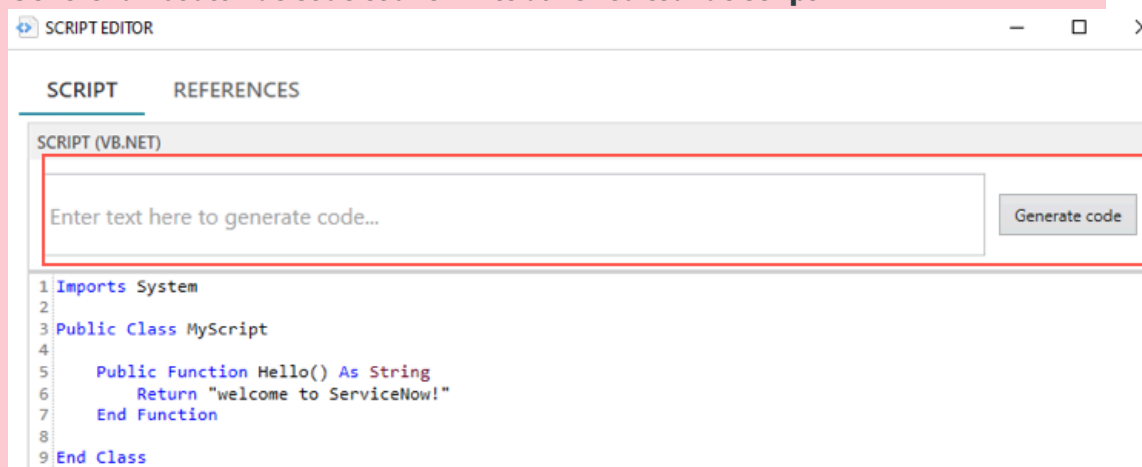 SCRIPT EDITOR
SCRIPT REFERENCES
SCRIPT (VB.NET)
Enter text here to generate code...
Generate code
1 Imports System
2
3 Public Class MyScript
4
5 Public Function Hello() As String
6 Return "welcome to ServiceNow!"
7 End Function
8
9 End Class